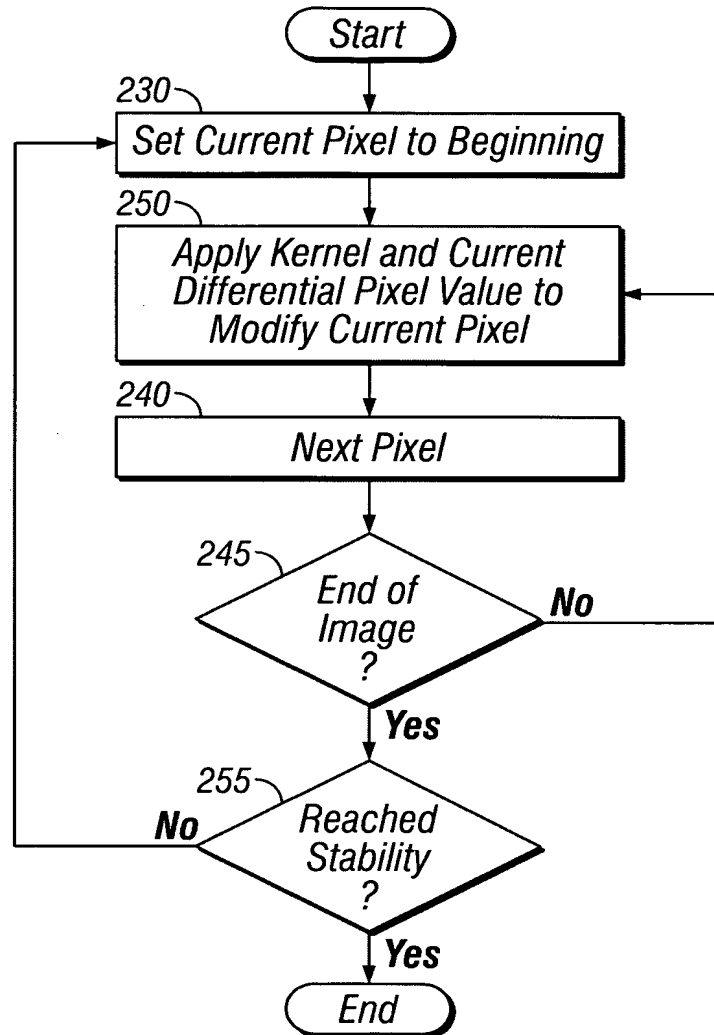 Start
230
Set Current Pixel to Beginning
250
Apply Kernel and Current
Differential Pixel Value to
Modify Current Pixel
240
Next Pixel
245
End of
Image
?
No
Yes
255
No
Reached
Stability
?
Yes
End